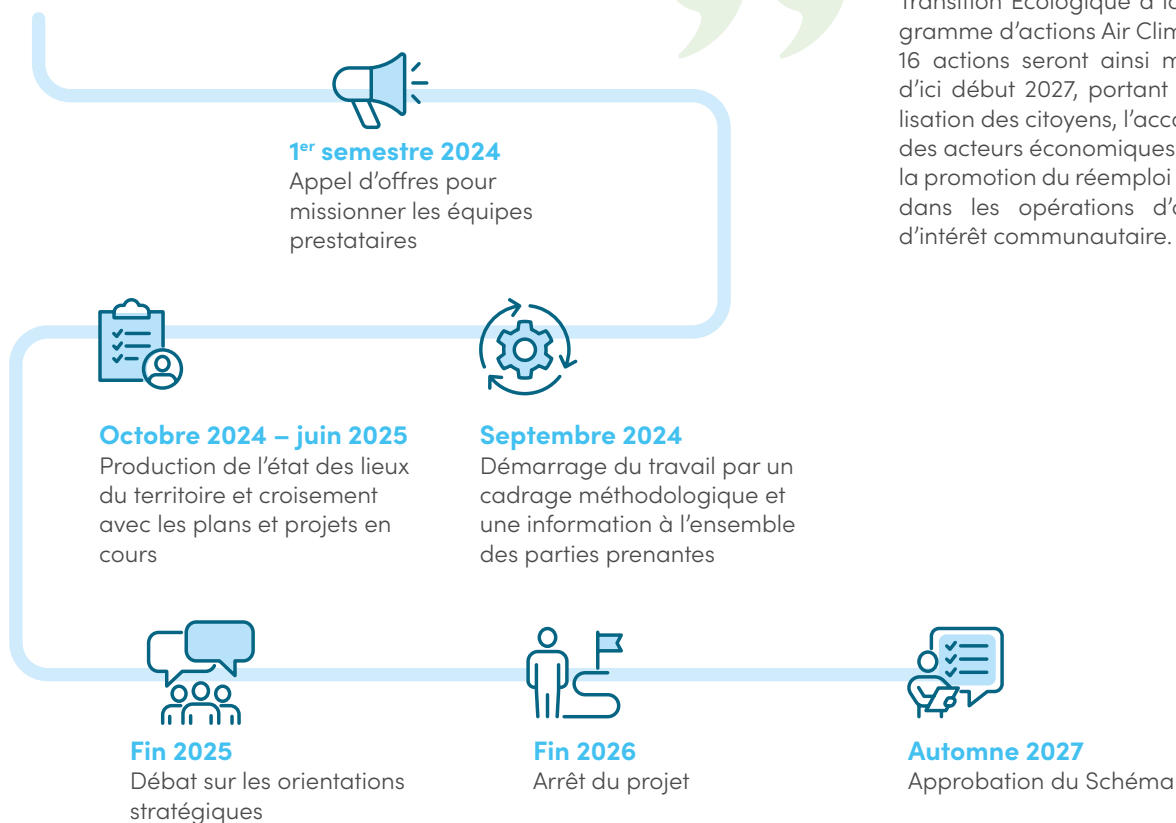 Transition Écologique à
gramme d'actions Air
16 actions seront ainsi
d'ici début 2027, portant
lisation des citoyens,
des acteurs économiques
la promotion du réemploi
dans les opérations
d'intérêt communautaire.
1er semestre 2024
Appel d'offres pour
missionner les équipes
prestataires
Septembre 2024
Démarrage du travail par un
cadrage méthodologique et
une information à l'ensemble
des parties prenantes
Octobre 2024 – juin 2025
Production de l'état des lieux
du territoire et croisement
avec les plans et projets en
cours
Fin 2025
Débat sur les orientations
stratégiques
Fin 2026
Arrêt du projet
Automne 2027
Approbation du Schéma